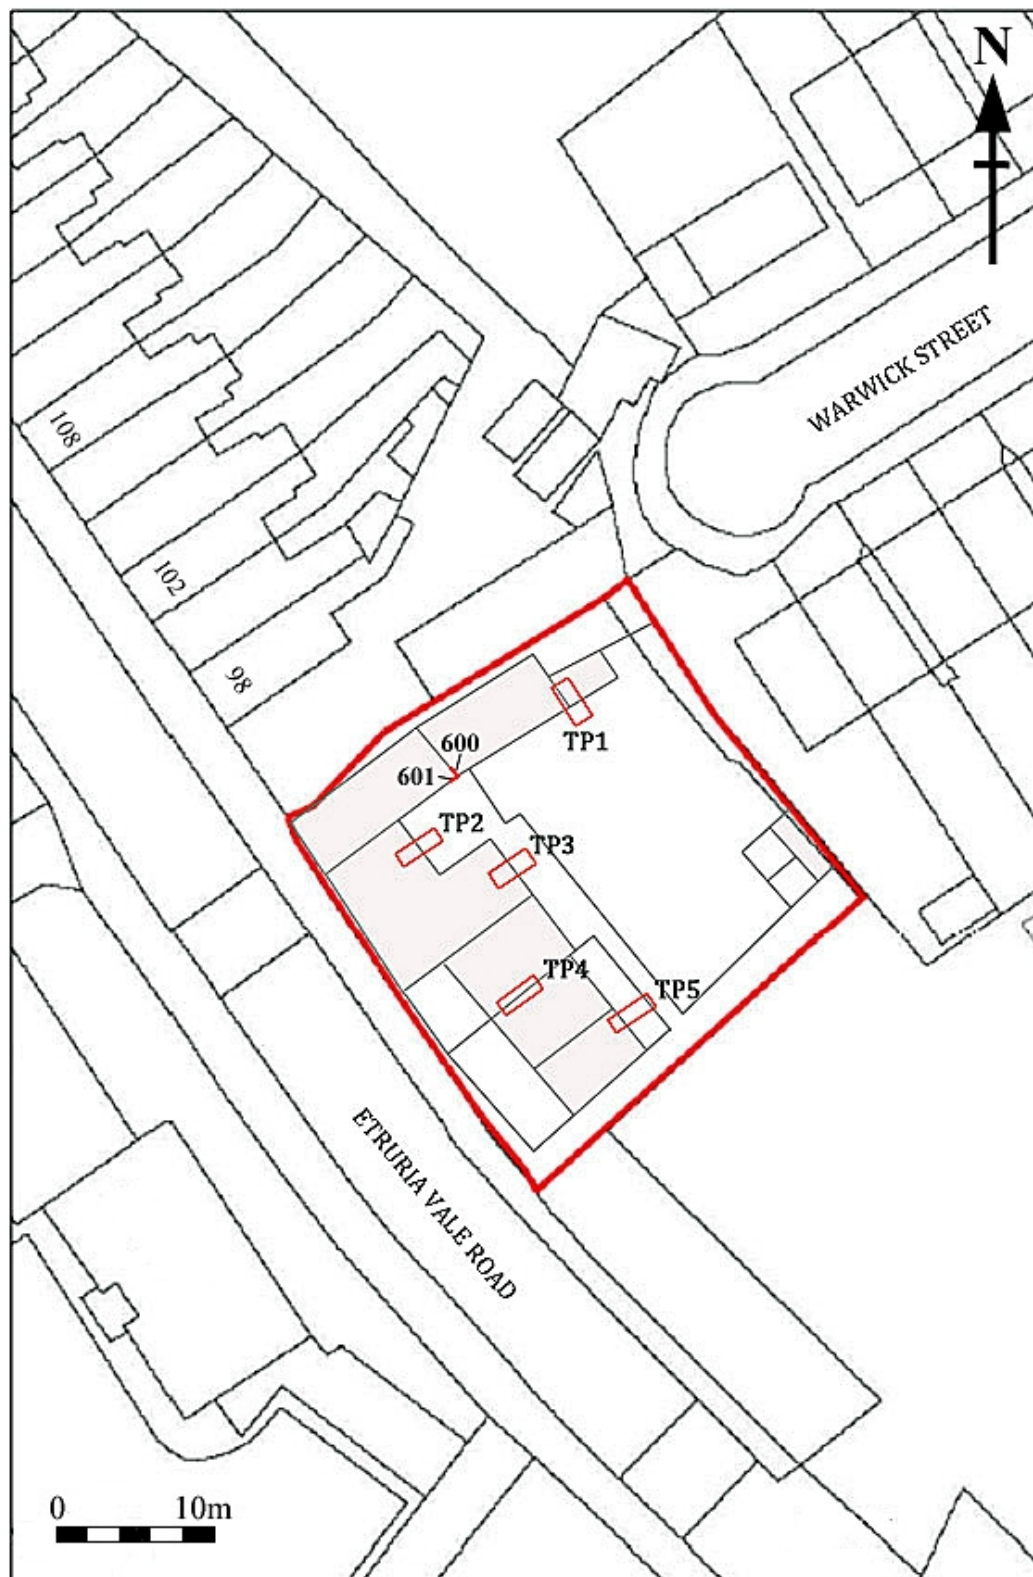 N
WARWICK STREET
108
102
98
TP1
600
601
TP2
TP3
TP4
TP5
ETRURIA VALE ROAD
0 10m